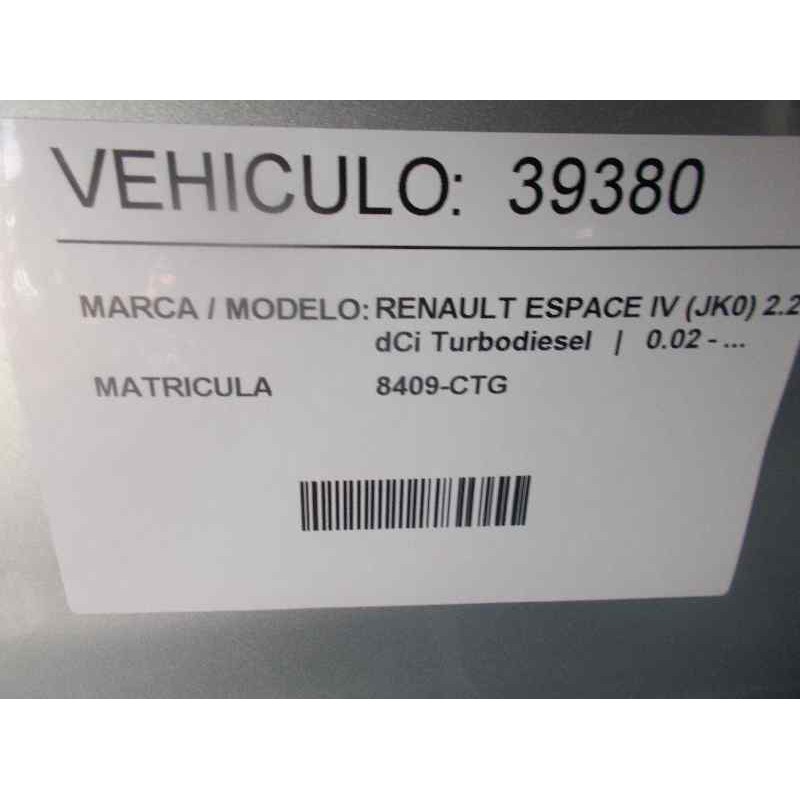 VEHICULO: 39380
MARCA / MODELO: RENAULT ESPACE IV (JK0) 2.2
dCi Turbodiesel | 0.02 - ...
MATRICULA 8409-CTG